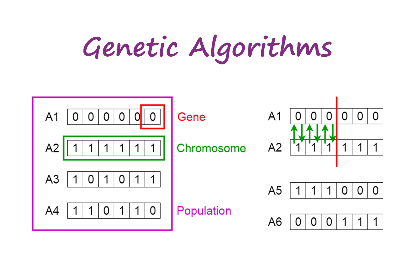 Genetic Algorithms
A1 0 0 0 0 0 0 Gene
A2 1 1 1 1 1 1 Chromosome
A3 1 0 1 0 1 1
A4 1 1 0 1 1 0 Population
A1 0 0 0 0 0 0
A2 1 1 1 1 1 1
A5 1 1 1 0 0 0
A6 0 0 0 1 1 1